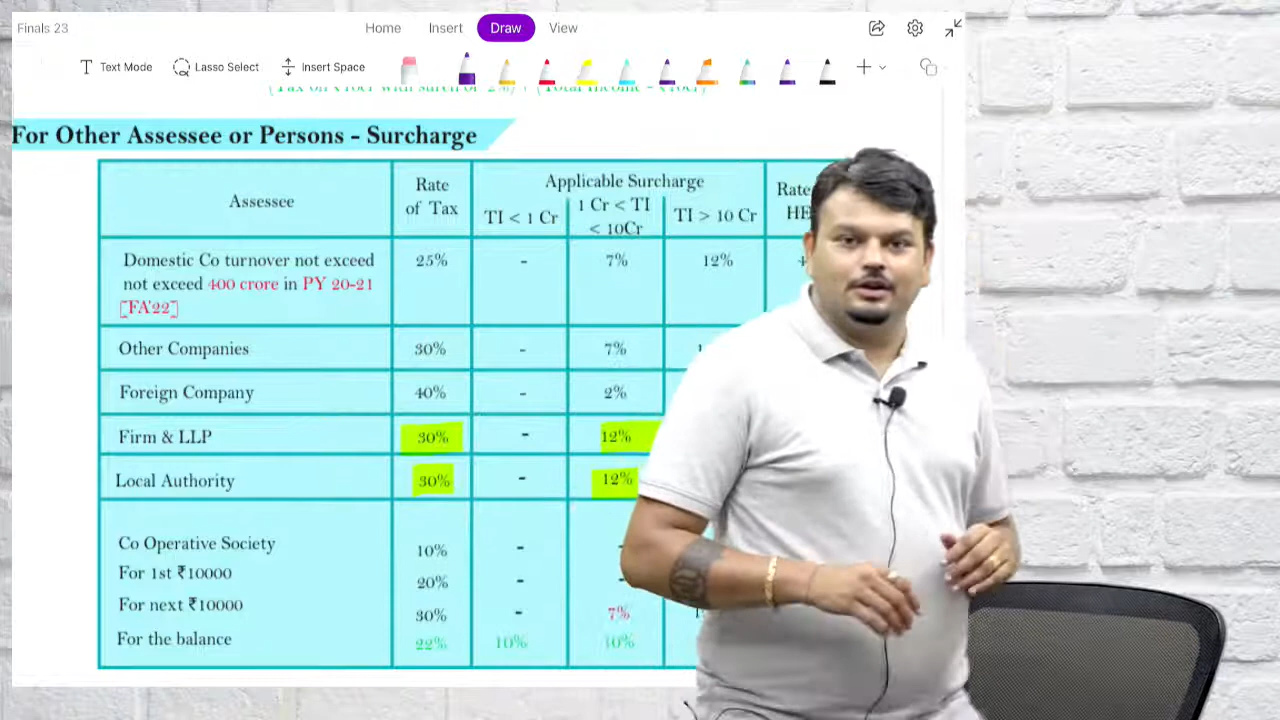 Finals 23
Home Insert Draw View
Text Mode Lasso Select Insert Space
For Other Assessee or Persons - Surcharge
Assessee
Rate of Tax
Applicable Surcharge
TI < 1 Cr
1 Cr < TI < 10Cr
TI > 10 Cr
Rate
Domestic Co turnover not exceed 25% - 7% 12%
not exceed 400 crore in PY 20-21
[FA'22]
Other Companies 30% - 7%
Foreign Company 40% - 2%
Firm & LLP 30% - 12%
Local Authority 30% - 12%
Co Operative Society 10% - -
For 1st ₹10000 20% - -
For next ₹10000 30% - 7%
For the balance 22% 10% 10%